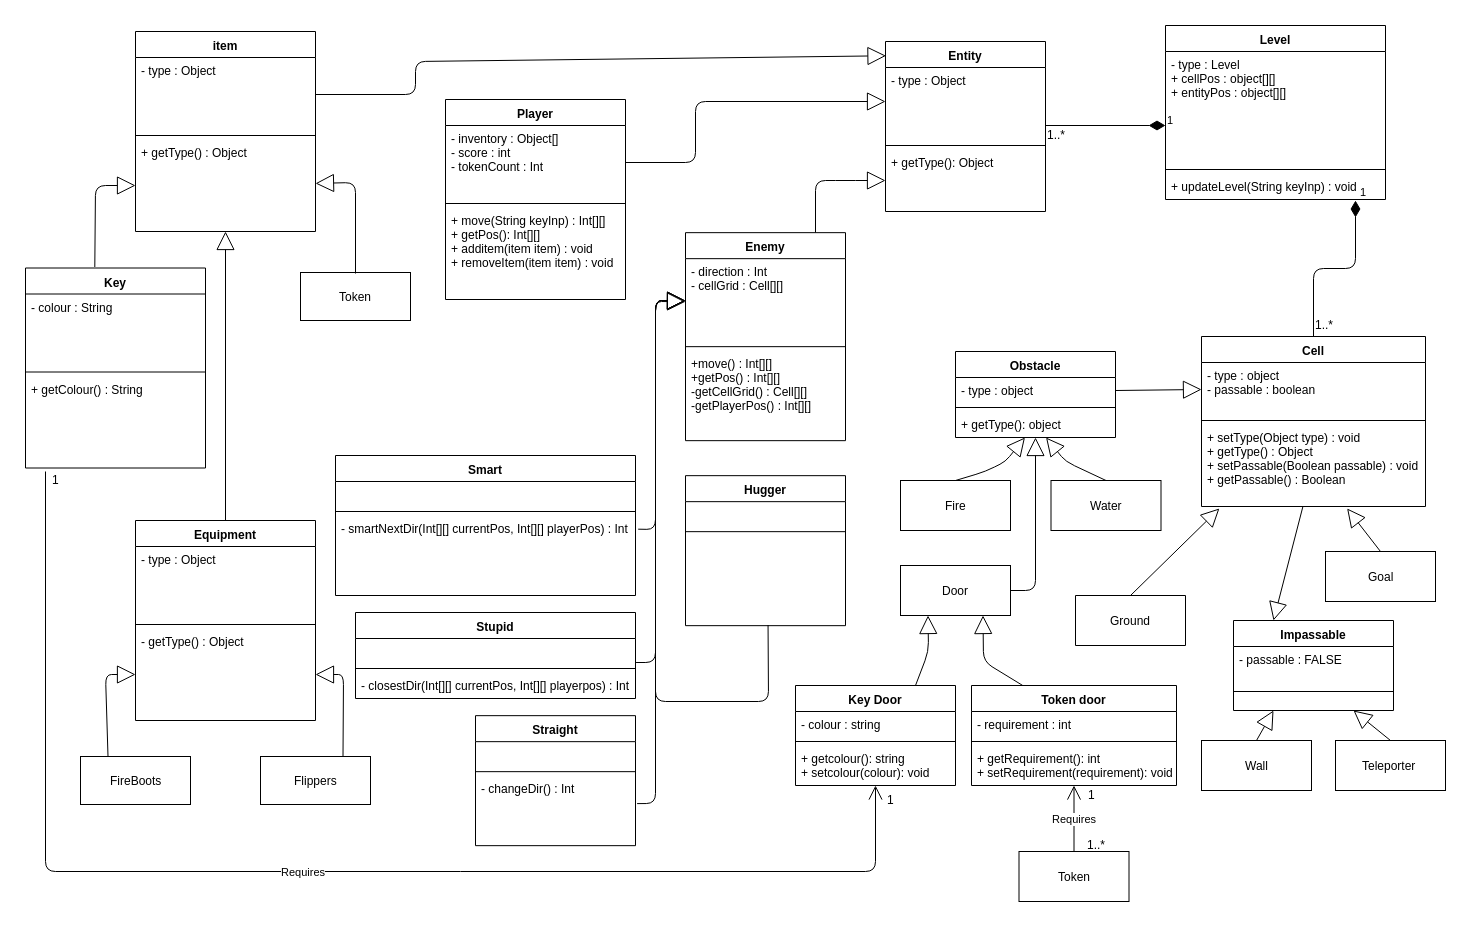 item
- type : Object
+ getType() : Object
Player
- inventory : Object[]
- score : int
- tokenCount : Int
+ move(String keyInp) : Int[][]
+ getPos(): Int[][]
+ additem(item item) : void
+ removeItem(item item) : void
Entity
- type : Object
+ getType(): Object
1..*
1
Level
- type : Level
+ cellPos : object[][]
+ entityPos : object[][]
+ updateLevel(String keyInp) : void
1
1..*
Key
- colour : String
+ getColour() : String
1
Token
Enemy
- direction : Int
- cellGrid : Cell[][]
+move() : Int[][]
+getPos() : Int[][]
-getCellGrid() : Cell[][]
-getPlayerPos() : Int[][]
Obstacle
- type : object
+ getType(): object
Cell
- type : object
- passable : boolean
+ setType(Object type) : void
+ getType() : Object
+ setPassable(Boolean passable) : void
+ getPassable() : Boolean
Smart
- smartNextDir(Int[][] currentPos, Int[][] playerPos) : Int
Hugger
Fire
Water
Equipment
- type : Object
- getType() : Object
Door
Ground
Goal
Stupid
- closestDir(Int[][] currentPos, Int[][] playerpos) : Int
Impassable
- passable : FALSE
Straight
- changeDir() : Int
Key Door
- colour : string
+ getcolour(): string
+ setcolour(colour): void
Token door
- requirement : int
+ getRequirement(): int
+ setRequirement(requirement): void
Wall
Teleporter
FireBoots
Flippers
1
1
Requires
1..*
Token
Requires